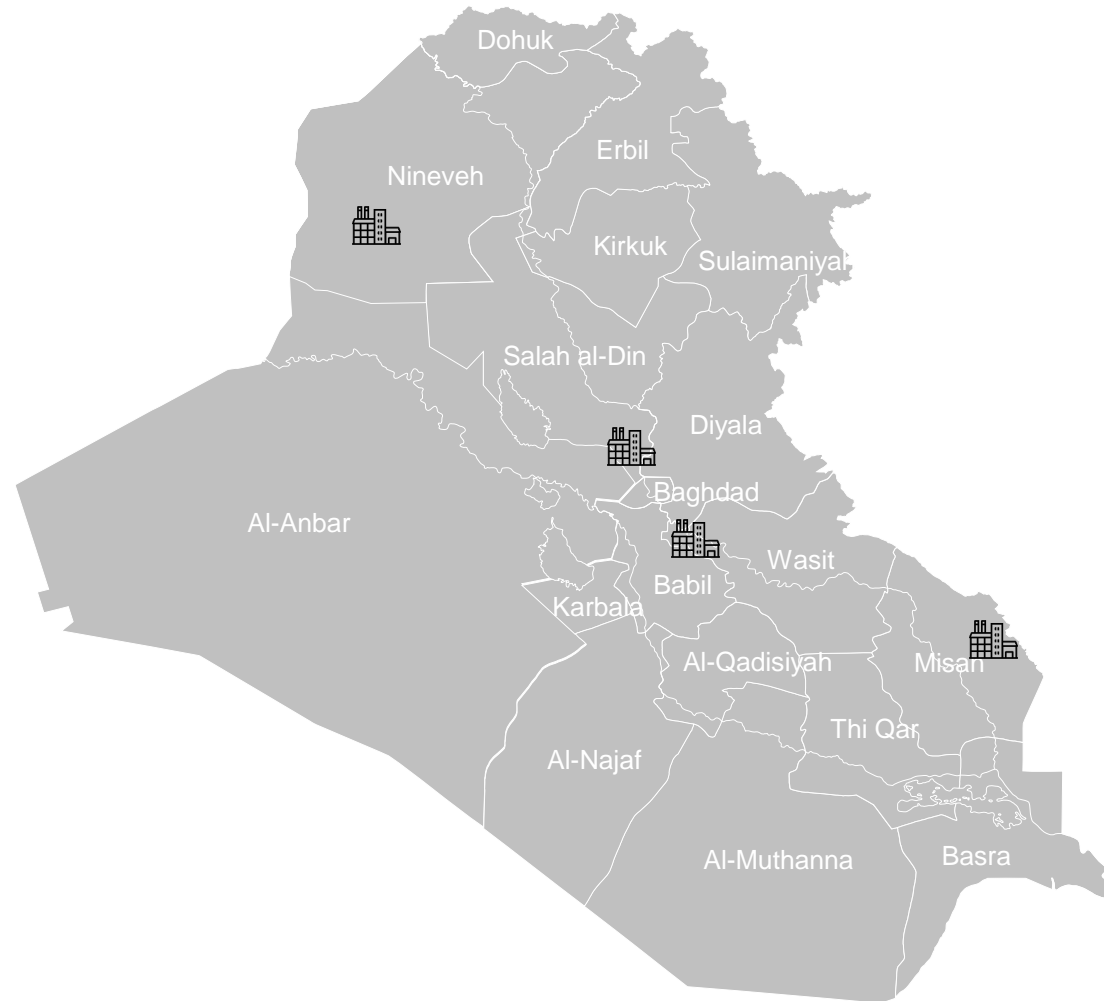 Dohuk
Erbil
Nineveh
Kirkuk
Sulaimaniyal
Salah al-Din
Diyala
Baghdad
Al-Anbar
Wasit
Babil
Karbala
Al-Qadisiyah
Misan
Thi Qar
Al-Najaf
Al-Muthanna
Basra